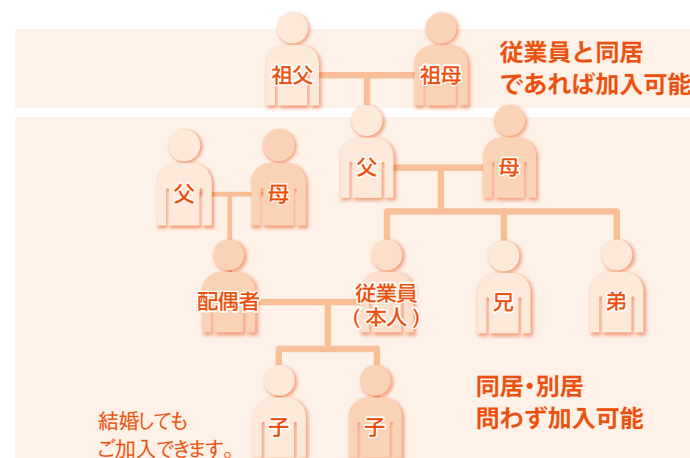 祖父
祖母
従業員と同居
であれば加入可能
父
母
父
母
配偶者
従業員
(本人)
兄
弟
子
子
同居・別居
問わず加入可能
結婚しても
ご加入できます。